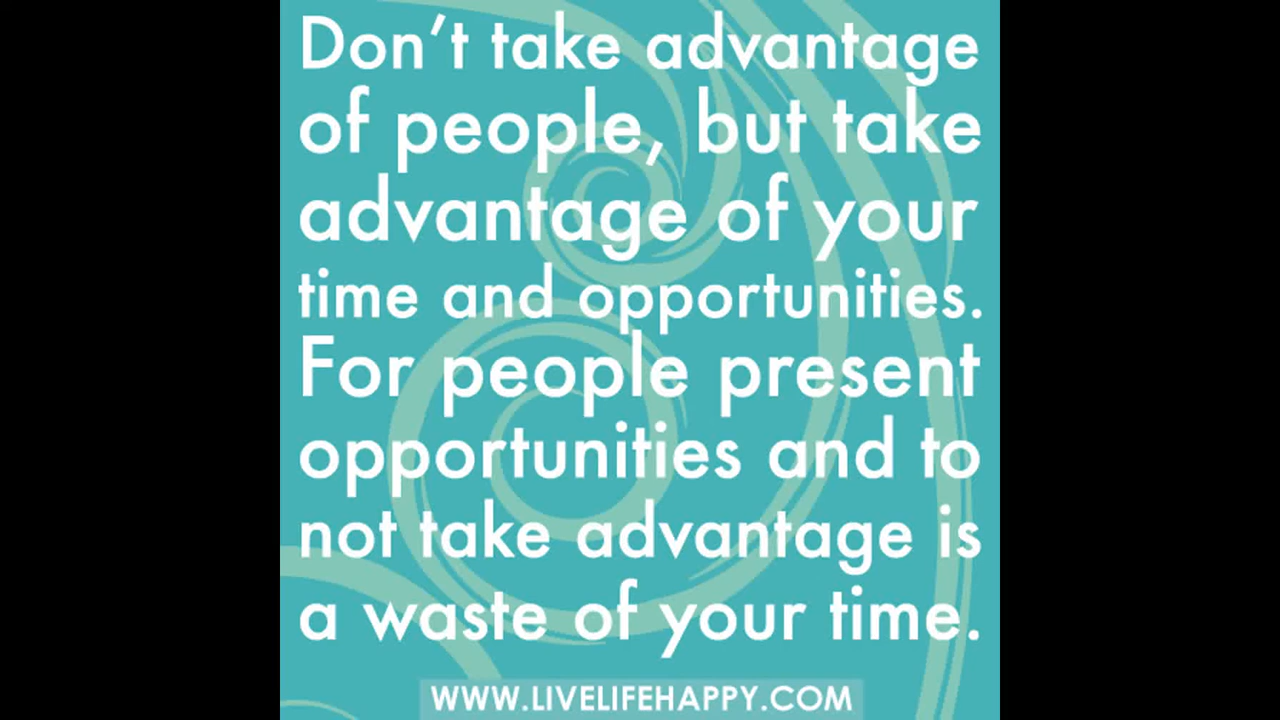 Don't take advantage
of people, but take
advantage of your
time and opportunities.
For people present
opportunities and to
not take advantage is
a waste of your time.
WWW.LIVELIFEHAPPY.COM